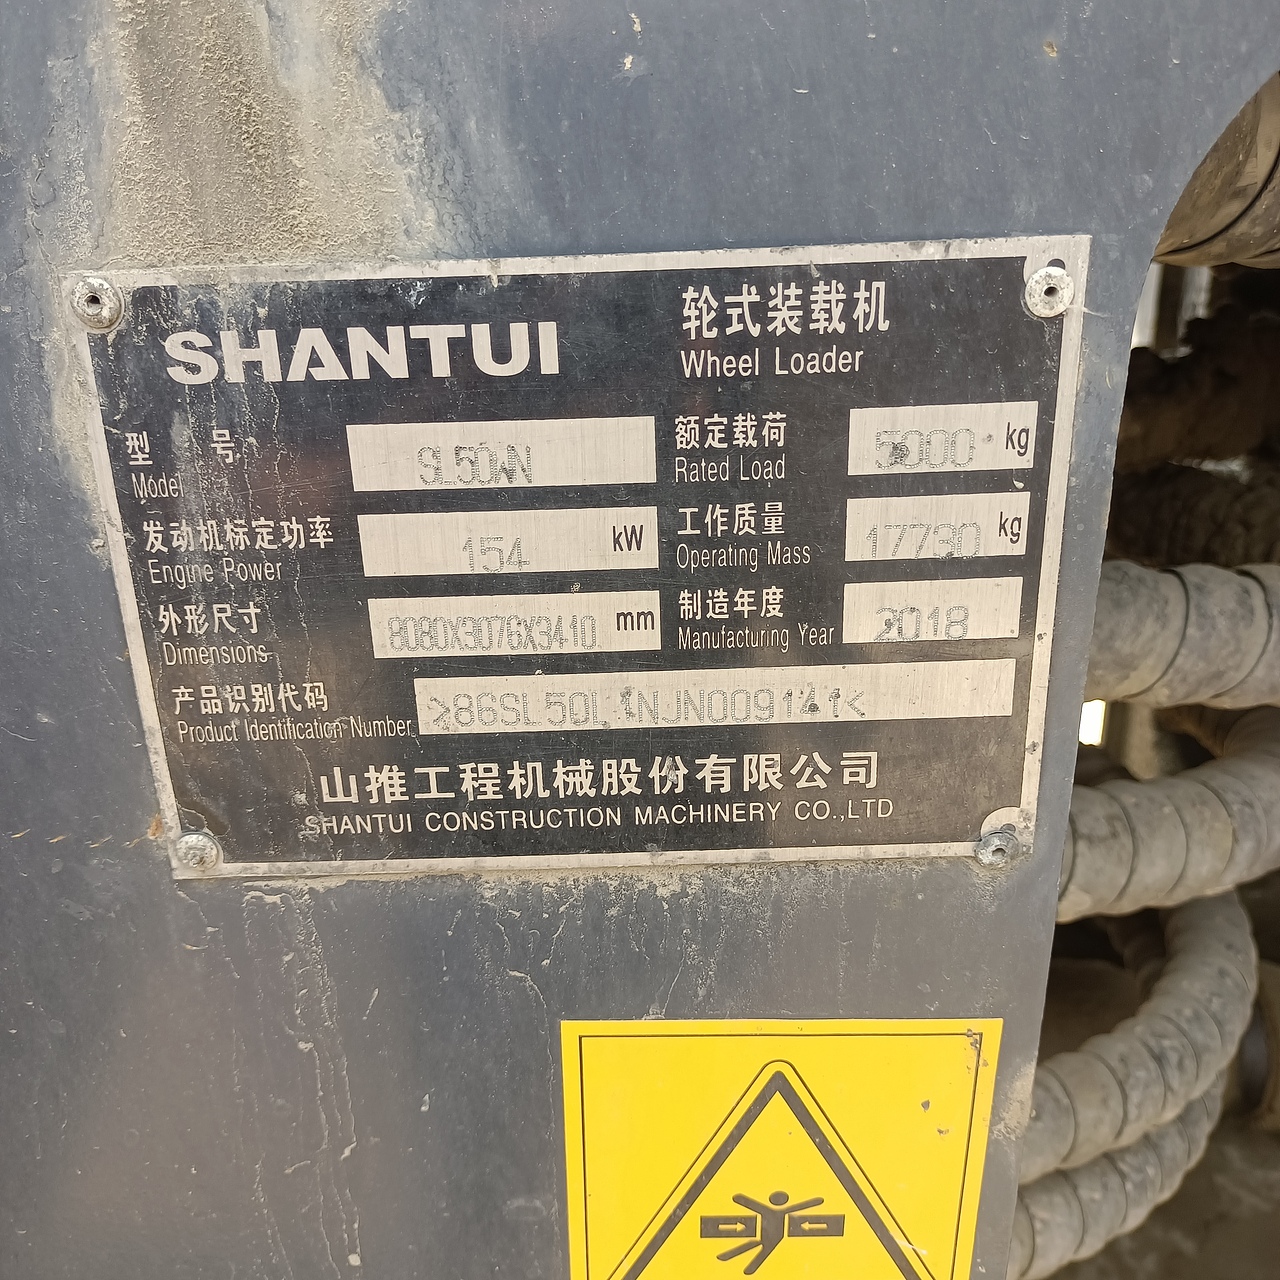 SHANTUI
轮式装载机
Wheel Loader
型 号 SL50WN
Model
额定载荷 5000 kg
Rated Load
发动机标定功率 154 kW
Engine Power
工作质量 17730 kg
Operating Mass
外形尺寸 8080X3076X3410 mm
Dimensions
制造年度 2018
Manufacturing Year
产品识别代码 >86SL50L1NJN009141<
Product Identification Number
山推工程机械股份有限公司
SHANTUI CONSTRUCTION MACHINERY CO.,LTD